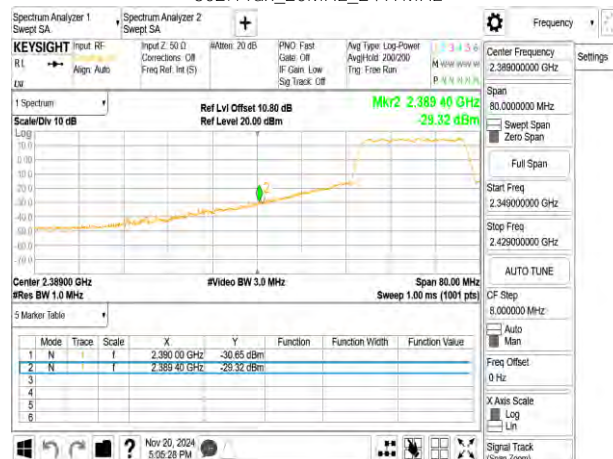 Spectrum Analyzer 1
Swept SA
Spectrum Analyzer 2
Swept SA
+
Frequency
Settings
KEYSIGHT
Input: RF
Input Z: 50 Ω
#Atten: 20 dB
PNO: Fast
Avg Type: Log-Power
1 2 3 4 5 6
RL
Align: Auto
Corrections: Off
Freq Ref: Int (S)
Gate: Off
IF Gain: Low
Sig Track: Off
Avg|Hold: 200/200
Trig: Free Run
M W W W W W
P N N N N N
Center Frequency
2.389000000 GHz
Span
80.0000000 MHz
Swept Span
Zero Span
Full Span
Start Freq
2.349000000 GHz
Stop Freq
2.429000000 GHz
AUTO TUNE
CF Step
8.000000 MHz
Auto
Man
Freq Offset
0 Hz
X Axis Scale
Log
Lin
Signal Track
(Span Zoom)
1 Spectrum
Scale/Div 10 dB
Log
Ref Lvl Offset 10.80 dB
Ref Level 20.00 dBm
Mkr2 2.389 40 GHz
-29.32 dBm
10.0
0.00
2
Center 2.38900 GHz
#Video BW 3.0 MHz
Span 80.00 MHz
#Res BW 1.0 MHz
Sweep 1.00 ms (1001 pts)
5 Marker Table
Mode Trace Scale X Y Function Function Width Function Value
1 N 1 f 2.390 00 GHz -30.65 dBm
2 N 1 f 2.389 40 GHz -29.32 dBm
3
4
5
6
?
Nov 20, 2024
5:05:28 PM